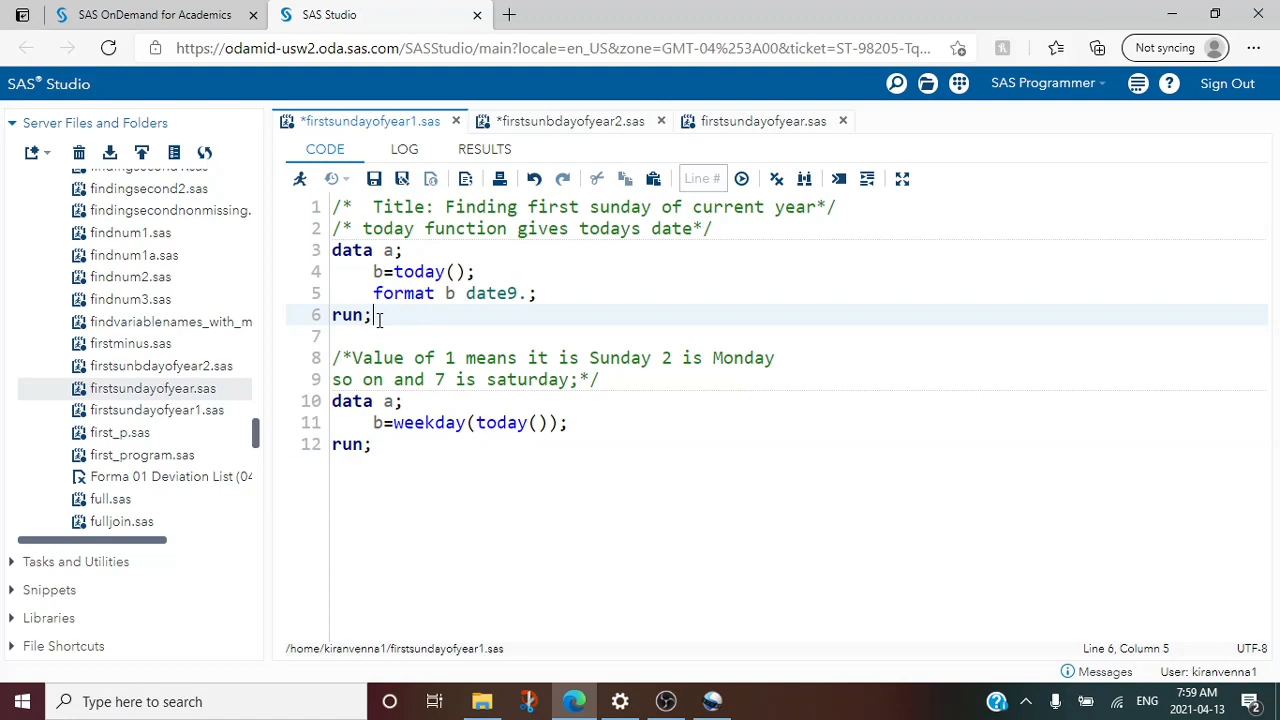 SAS OnDemand for Academics
SAS Studio
https://odamid-usw2.oda.sas.com/SASStudio/main?locale=en_US&zone=GMT-04%253A00&ticket=ST-98205-Tq...
Not syncing
SAS® Studio
SAS Programmer
Sign Out
Server Files and Folders
*firstsundayofyear1.sas
*firstsunbdayofyear2.sas
firstsundayofyear.sas
CODE
LOG
RESULTS
Line #
findingsecond2.sas
findingsecondnonmissing.
findnum1.sas
findnum1a.sas
findnum2.sas
findnum3.sas
findvariablenames_with_m
firstminus.sas
firstsunbdayofyear2.sas
firstsundayofyear.sas
firstsundayofyear1.sas
first_p.sas
first_program.sas
Forma 01 Deviation List (04
full.sas
fulljoin.sas
Tasks and Utilities
Snippets
Libraries
File Shortcuts
1 /*  Title: Finding first sunday of current year*/
2 /* today function gives todays date*/
3 data a;
4     b=today();
5     format b date9.;
6 run;
7
8 /*Value of 1 means it is Sunday 2 is Monday
9 so on and 7 is saturday;*/
10 data a;
11     b=weekday(today());
12 run;
/home/kiranvenna1/firstsundayofyear1.sas
Line 6, Column 5
UTF-8
Messages
User: kiranvenna1
Type here to search
ENG
7:59 AM
2021-04-13
2